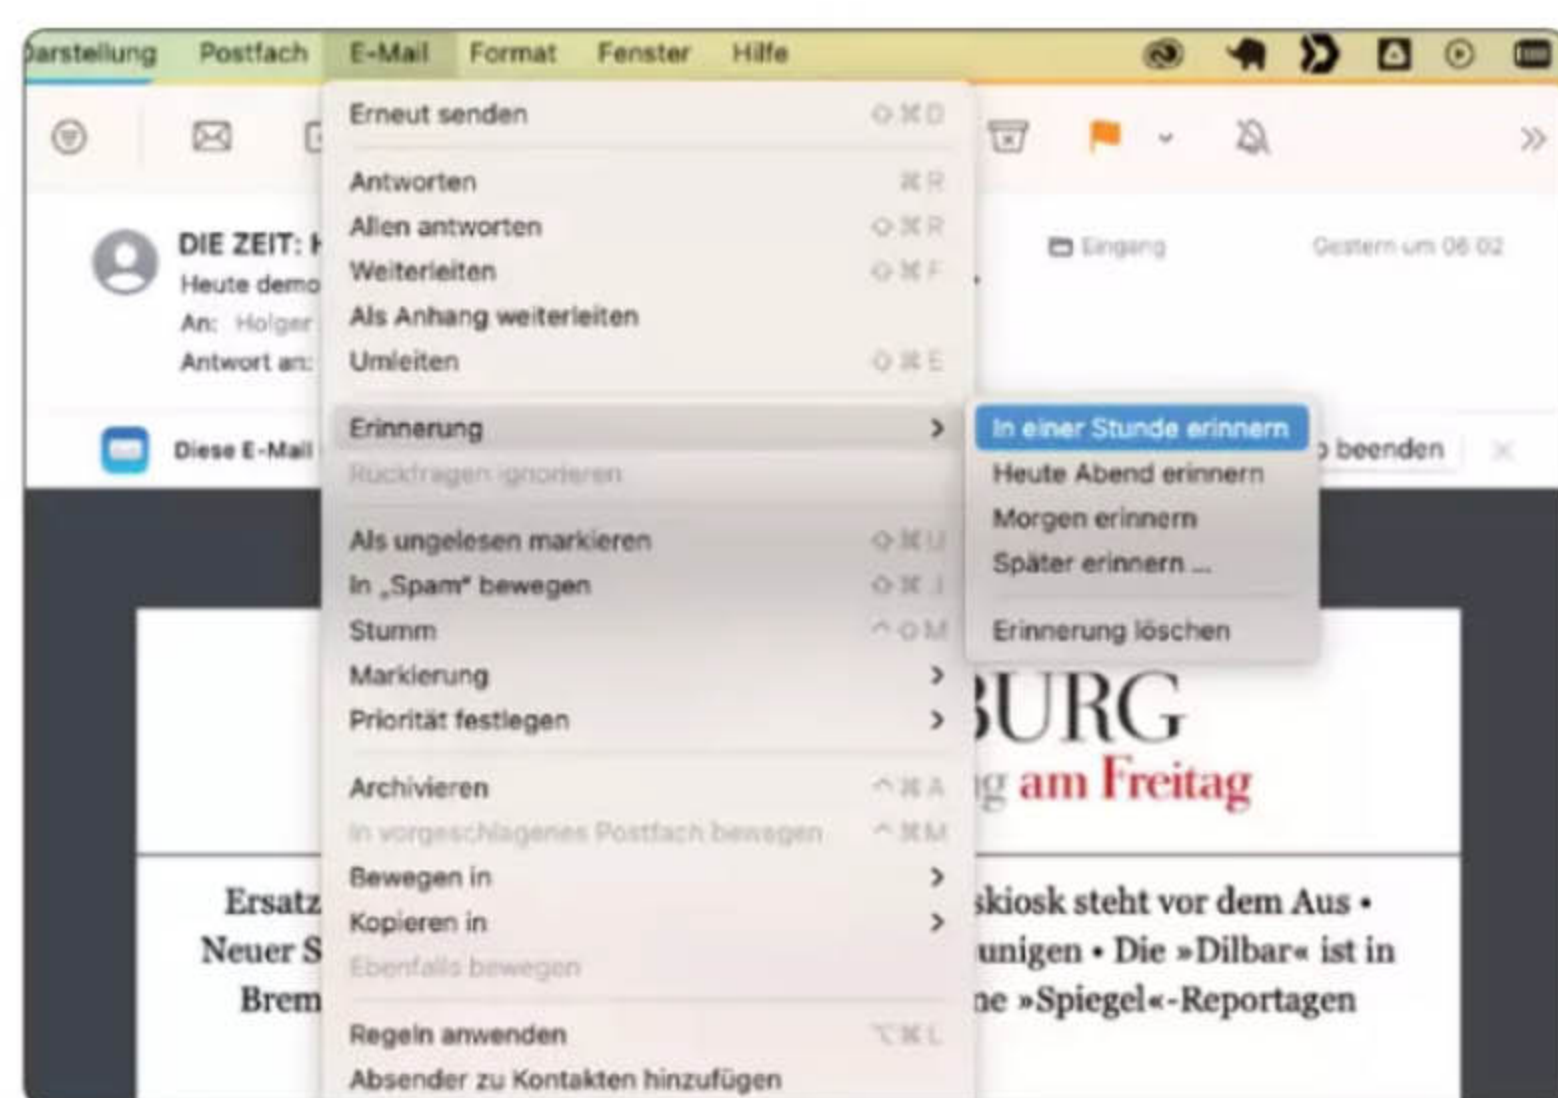 Darstellung Postfach E-Mail Format Fenster Hilfe
Erneut senden ⇧⌘D
Antworten ⌘R
Allen antworten ⇧⌘R
Weiterleiten ⇧⌘F
Als Anhang weiterleiten
Umleiten ⇧⌘E
Erinnerung >
Rückfragen ignorieren
Als ungelesen markieren ⇧⌘U
In „Spam“ bewegen ⇧⌘J
Stumm ^⇧M
Markierung >
Priorität festlegen >
Archivieren ^⌘A
In vorgeschlagenes Postfach bewegen ^⌘M
Bewegen in >
Kopieren in >
Ebenfalls bewegen
Regeln anwenden ⌥⌘L
Absender zu Kontakten hinzufügen
In einer Stunde erinnern
Heute Abend erinnern
Morgen erinnern
Später erinnern ...
Erinnerung löschen
DIE ZEIT: H
Eingang Gestern um 06:02
Heute demo
An: Holger
Antwort an:
Diese E-Mail
beenden
BURG
g am Freitag
Ersatz skiosk steht vor dem Aus •
Neuer S unigen • Die »Dilbar« ist in
Brem ne »Spiegel«-Reportagen